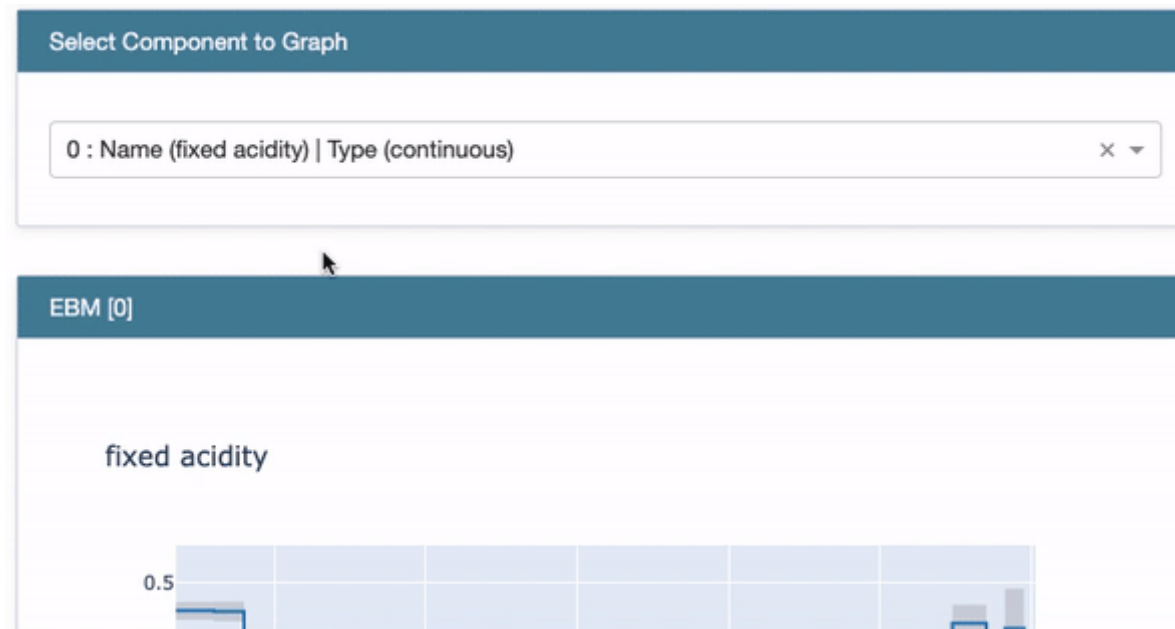 Select Component to Graph
0 : Name (fixed acidity) | Type (continuous)
EBM [0]
fixed acidity
0.5